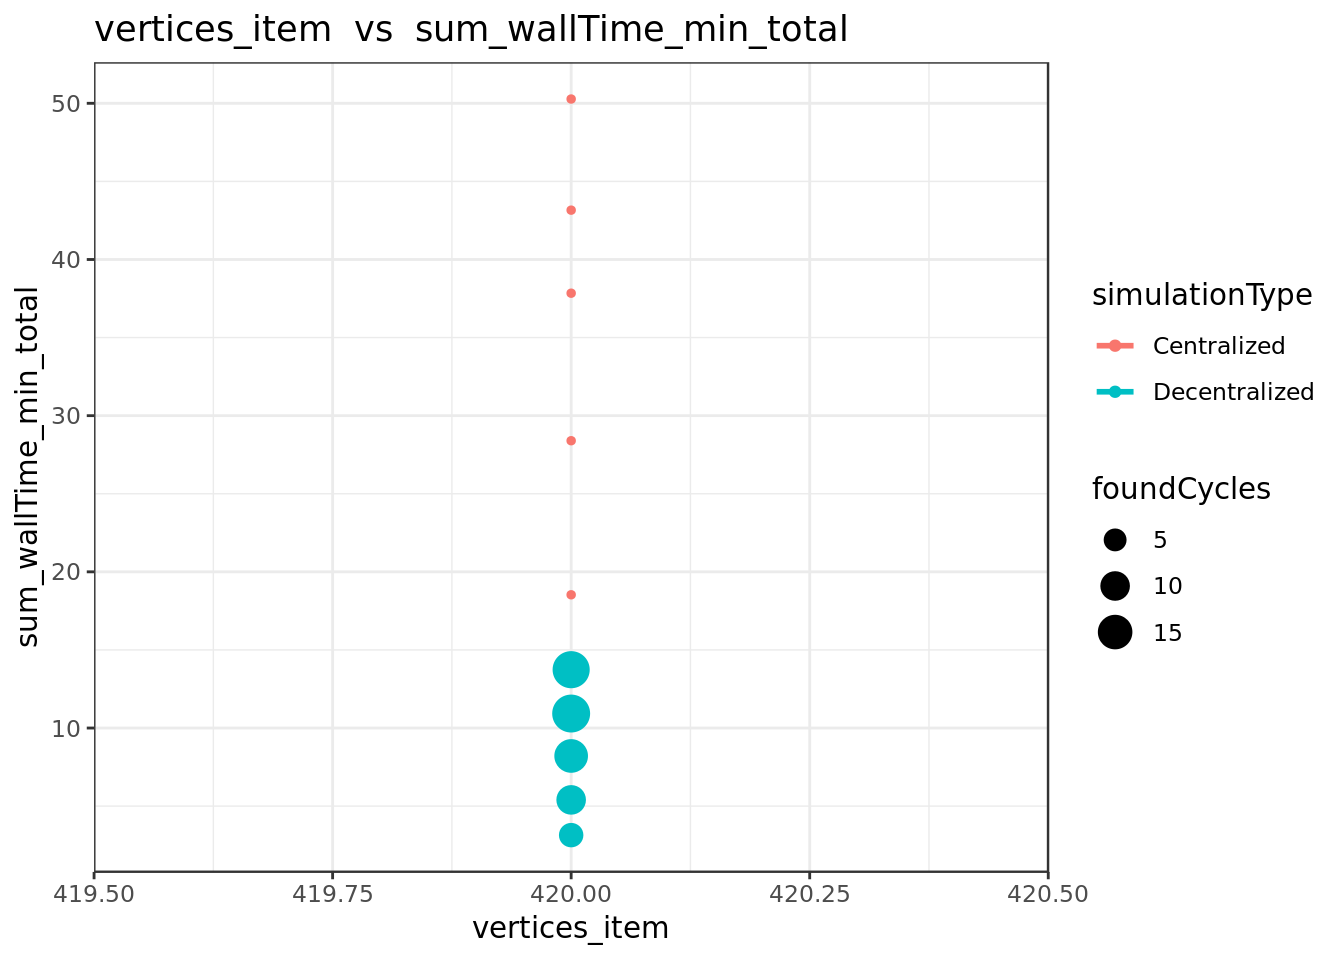 vertices_item vs sum_wallTime_min_total
sum_wallTime_min_total
50
40
30
20
10
419.50
419.75
420.00
420.25
420.50
vertices_item
simulationType
Centralized
Decentralized
foundCycles
5
10
15